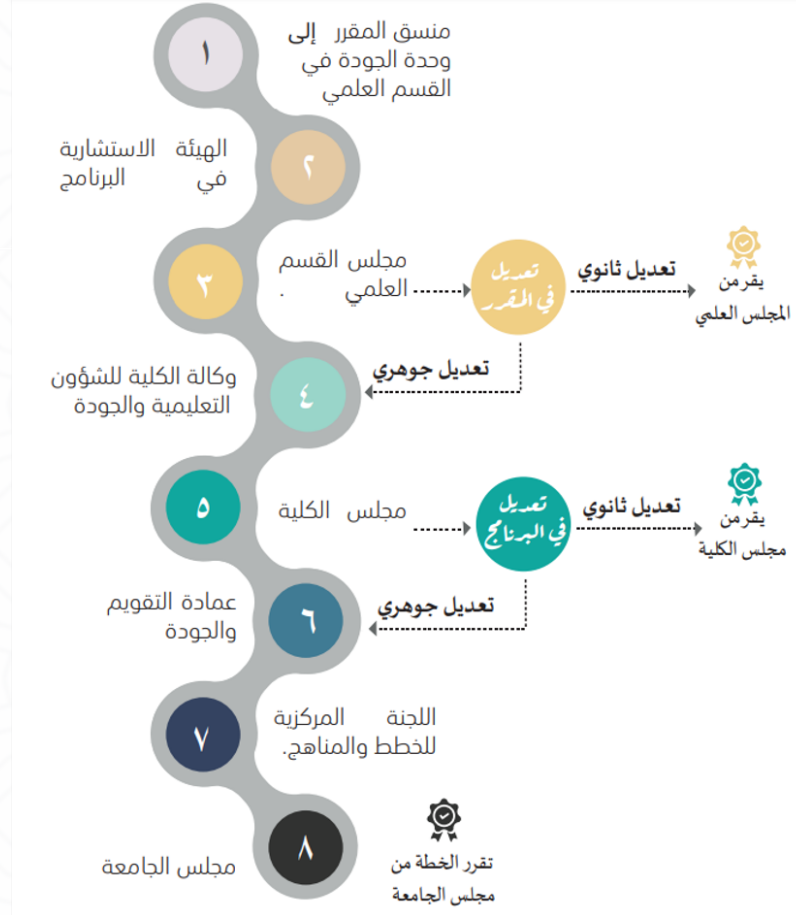 ١
منسق المقرر إلى
وحدة الجودة في
القسم العلمي
٢
الهيئة الاستشارية
في البرنامج
٣
مجلس القسم
العلمي .
تعديل
في المقرر
تعديل ثانوي
يقر من
المجلس العلمي
تعديل جوهري
٤
وكالة الكلية للشؤون
التعليمية والجودة
٥
مجلس الكلية
تعديل
في البرنامج
تعديل ثانوي
يقر من
مجلس الكلية
تعديل جوهري
٦
عمادة التقويم
والجودة
٧
اللجنة المركزية
للخطط والمناهج.
٨
مجلس الجامعة
تقرر الخطة من
مجلس الجامعة